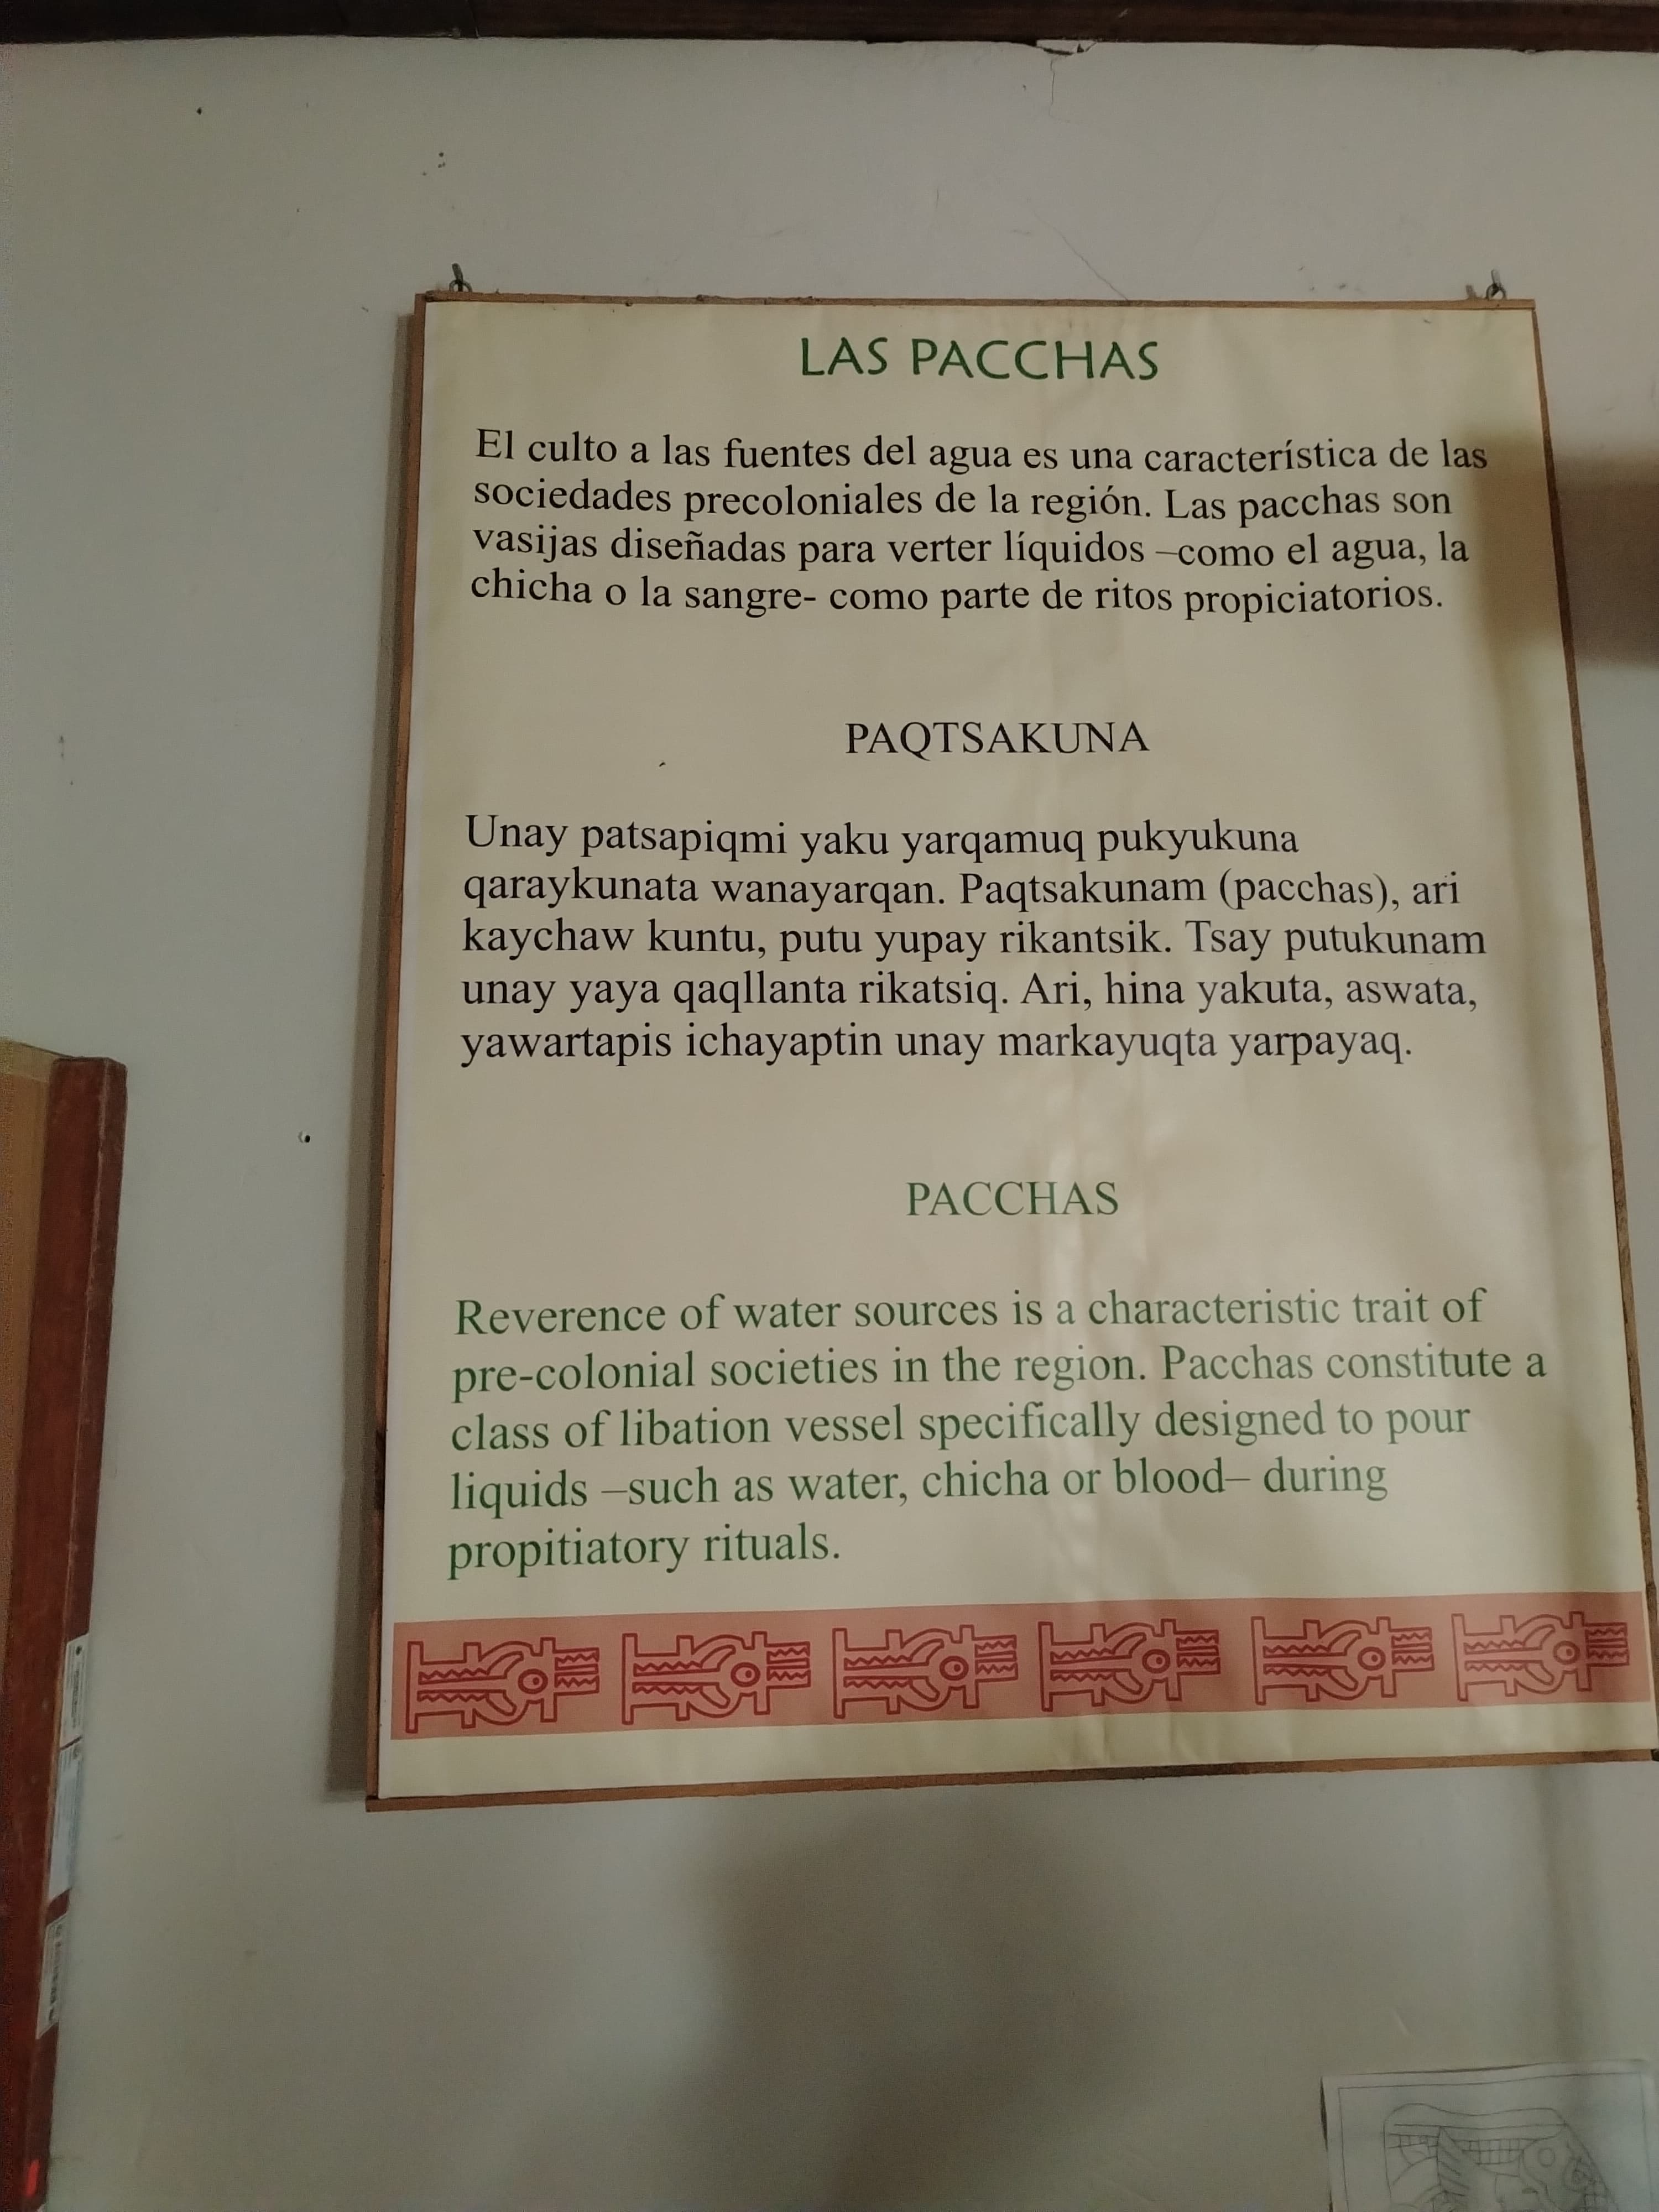 LAS PACCHAS
El culto a las fuentes del agua es una característica de las
sociedades precoloniales de la región. Las pacchas son
vasijas diseñadas para verter líquidos –como el agua, la
chicha o la sangre- como parte de ritos propiciatorios.
PAQTSAKUNA
Unay patsapiqmi yaku yarqamuq pukyukuna
qaraykunata wanayarqan. Paqtsakunam (pacchas), ari
kaychaw kuntu, putu yupay rikantsik. Tsay putukunam
unay yaya qaqllanta rikatsiq. Ari, hina yakuta, aswata,
yawartapis ichayaptin unay markayuqta yarpayaq.
PACCHAS
Reverence of water sources is a characteristic trait of
pre-colonial societies in the region. Pacchas constitute a
class of libation vessel specifically designed to pour
liquids –such as water, chicha or blood– during
propitiatory rituals.